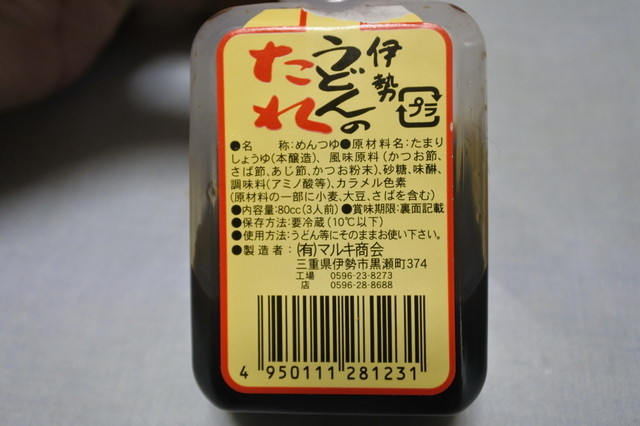 伊勢
うどんの
たれ
プラ
●名　　称:めんつゆ●原材料名:たまり
しょうゆ(本醸造)、風味原料(かつお節、
さば節、あじ節、かつお粉末)、砂糖、味醂、
調味料(アミノ酸等)、カラメル色素
(原材料の一部に小麦、大豆、さばを含む)
●内容量:80cc(3人前)●賞味期限:裏面記載
●保存方法:要冷蔵(10℃以下)
●使用方法:うどん等にそのままお使い下さい。
●製造者:(有)マルキ商会
三重県伊勢市黒瀬町374
工場　0596-23-8273
店　0596-28-8688
4 950111 281231